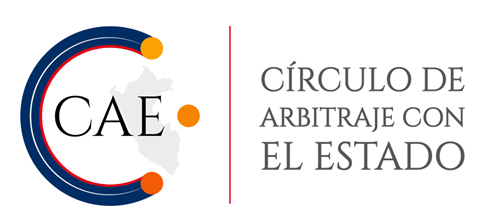 CAE
CÍRCULO DE
ARBITRAJE CON
EL ESTADO